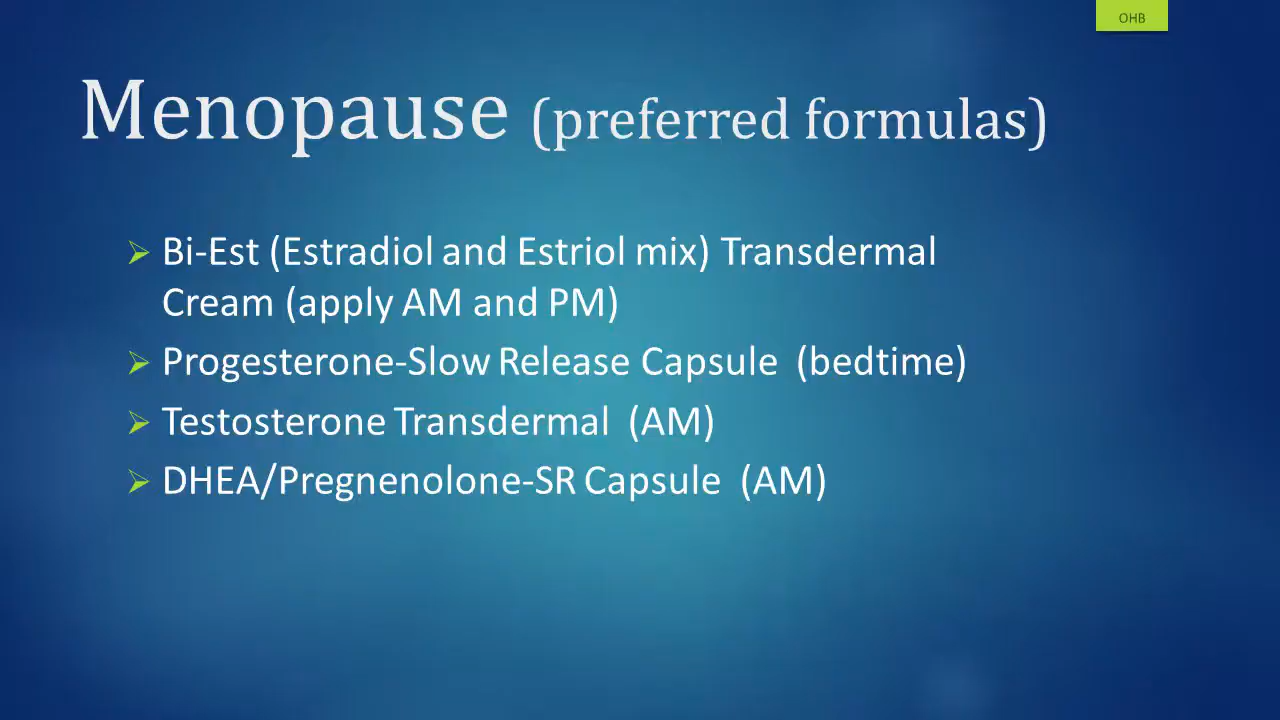 OHB
Menopause (preferred formulas)
Bi-Est (Estradiol and Estriol mix) Transdermal
Cream (apply AM and PM)
Progesterone-Slow Release Capsule (bedtime)
Testosterone Transdermal (AM)
DHEA/Pregnenolone-SR Capsule (AM)